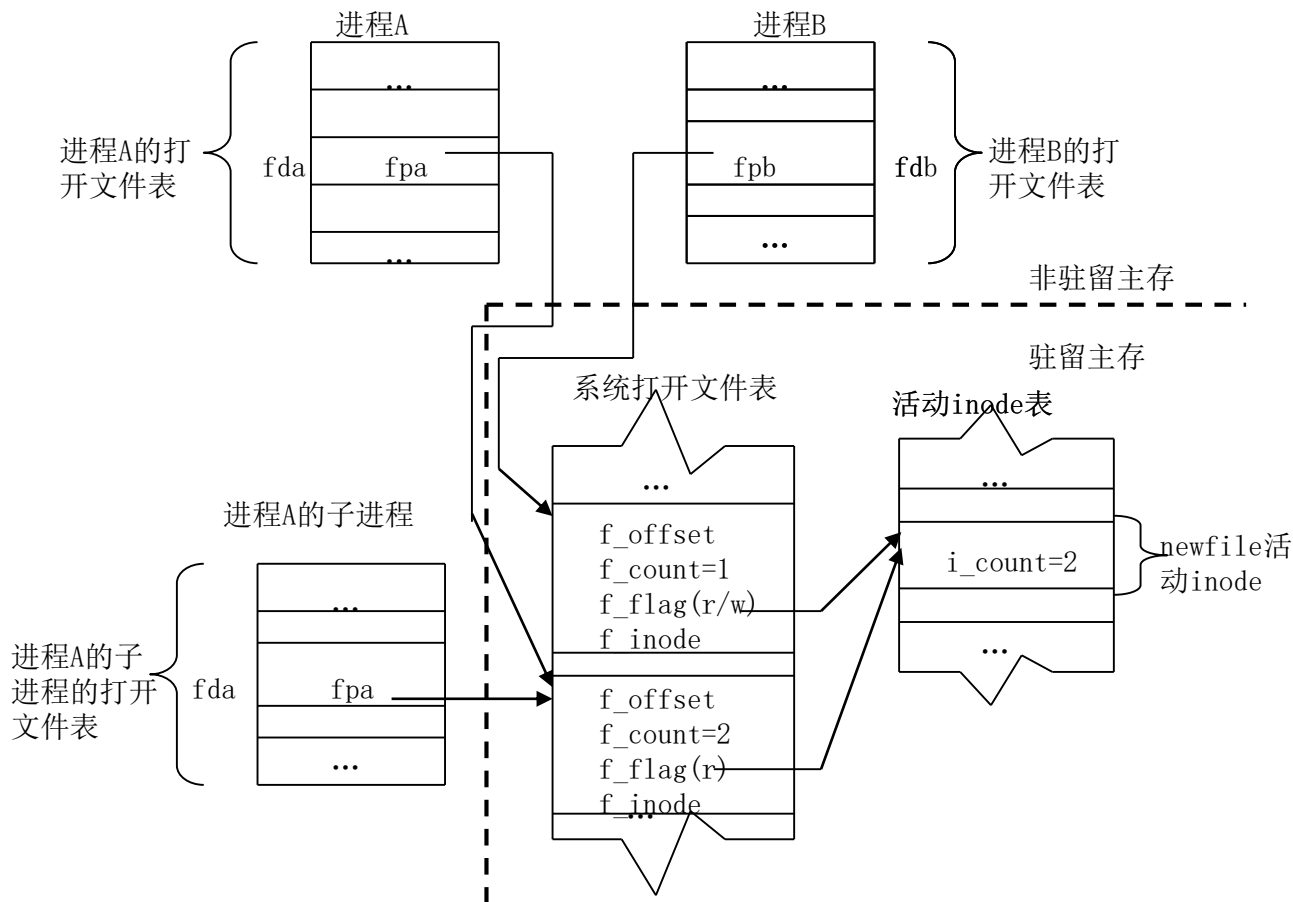 进程A
进程B
…
…
进程A的打
开文件表
fda
fpa
fpb
fdb
进程B的打
开文件表
…
…
非驻留主存
驻留主存
系统打开文件表
活动inode表
…
…
进程A的子进程
f_offset
f_count=1
f_flag(r/w)
f_inode
i_count=2
newfile活
动inode
…
…
进程A的子
进程的打开
文件表
fda
fpa
…
f_offset
f_count=2
f_flag(r)
f_inode
…